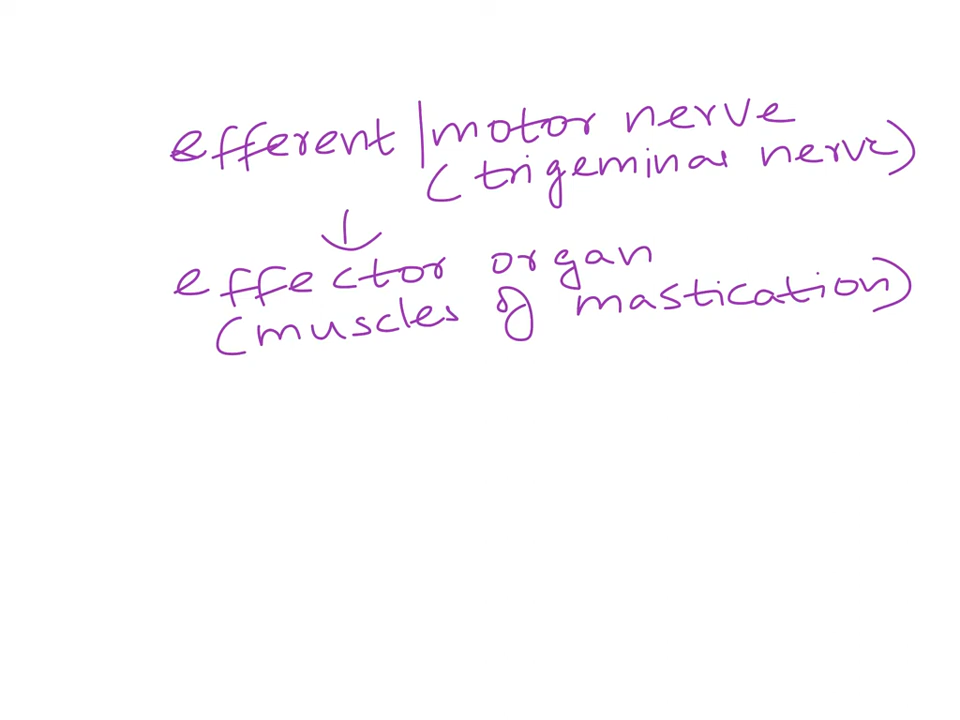 efferent |motor nerve
(trigeminal nerve)
↓
effector organ
(muscles of mastication)